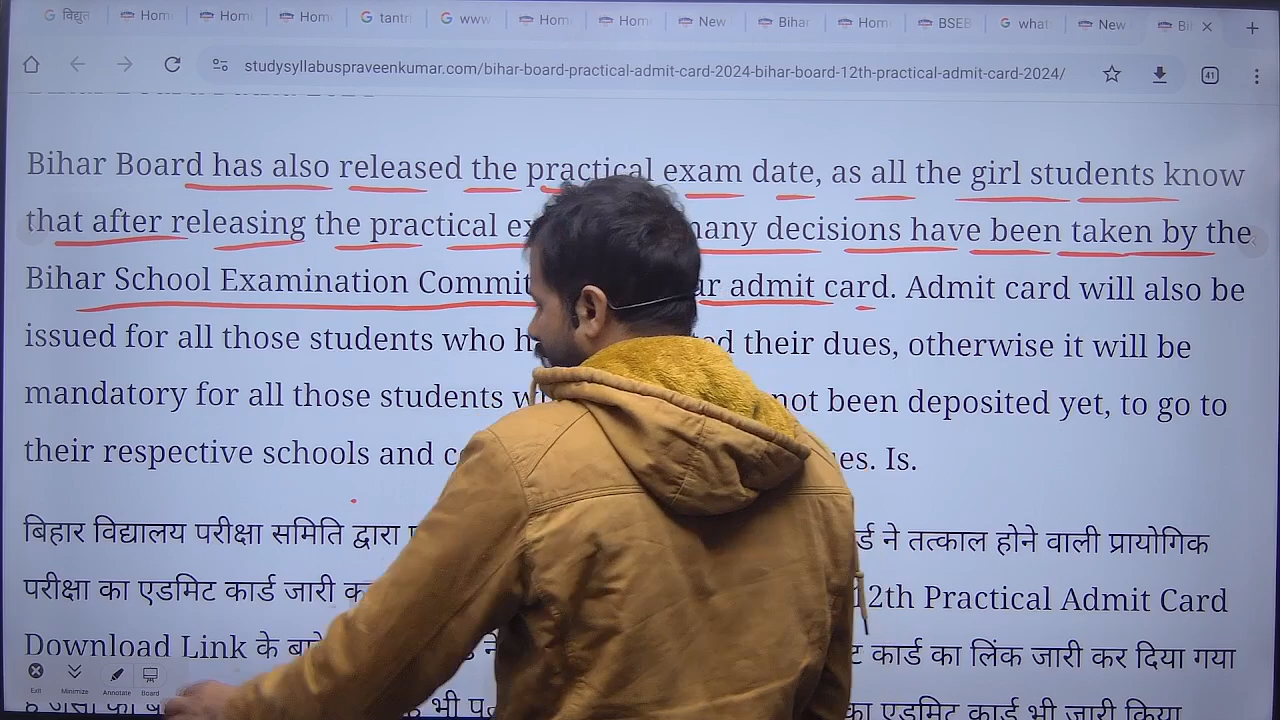 विद्युत Hom Hom Hom tantr www Hom Hom New Bihar Hom BSEB what New Bi
studysyllabuspraveenkumar.com/bihar-board-practical-admit-card-2024-bihar-board-12th-practical-admit-card-2024/ 41
Bihar Board has also released the practical exam date, as all the girl students know
that after releasing the practical many decisions have been taken by the
Bihar School Examination admit card. Admit card will also be
issued for all those students who their dues, otherwise it will be
mandatory for all those students not been deposited yet, to go to
their respective schools and Is.
बिहार विद्यालय परीक्षा समिति द्वारा ने तत्काल होने वाली प्रायोगिक
परीक्षा का एडमिट कार्ड जारी 12th Practical Admit Card
Download Link के कार्ड का लिंक जारी कर दिया गया
भी का एडमिट कार्ड भी जारी किया
Exit Minimize Annotate Board